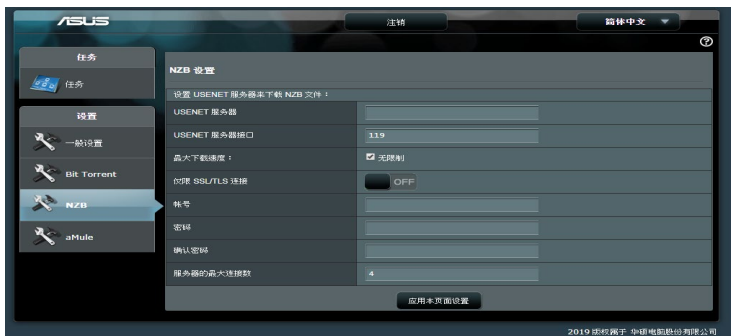 ASUS
注销
简体中文
任务
任务
设置
一般设置
Bit Torrent
NZB
aMule
NZB 设置
设置 USENET 服务器来下载 NZB 文件：
USENET 服务器
USENET 服务器接口
119
最大下载速度：
无限制
仅限 SSL/TLS 连接
OFF
帐号
密码
确认密码
服务器的最大连接数
4
应用本页面设置
2019 版权属于 华硕电脑股份有限公司